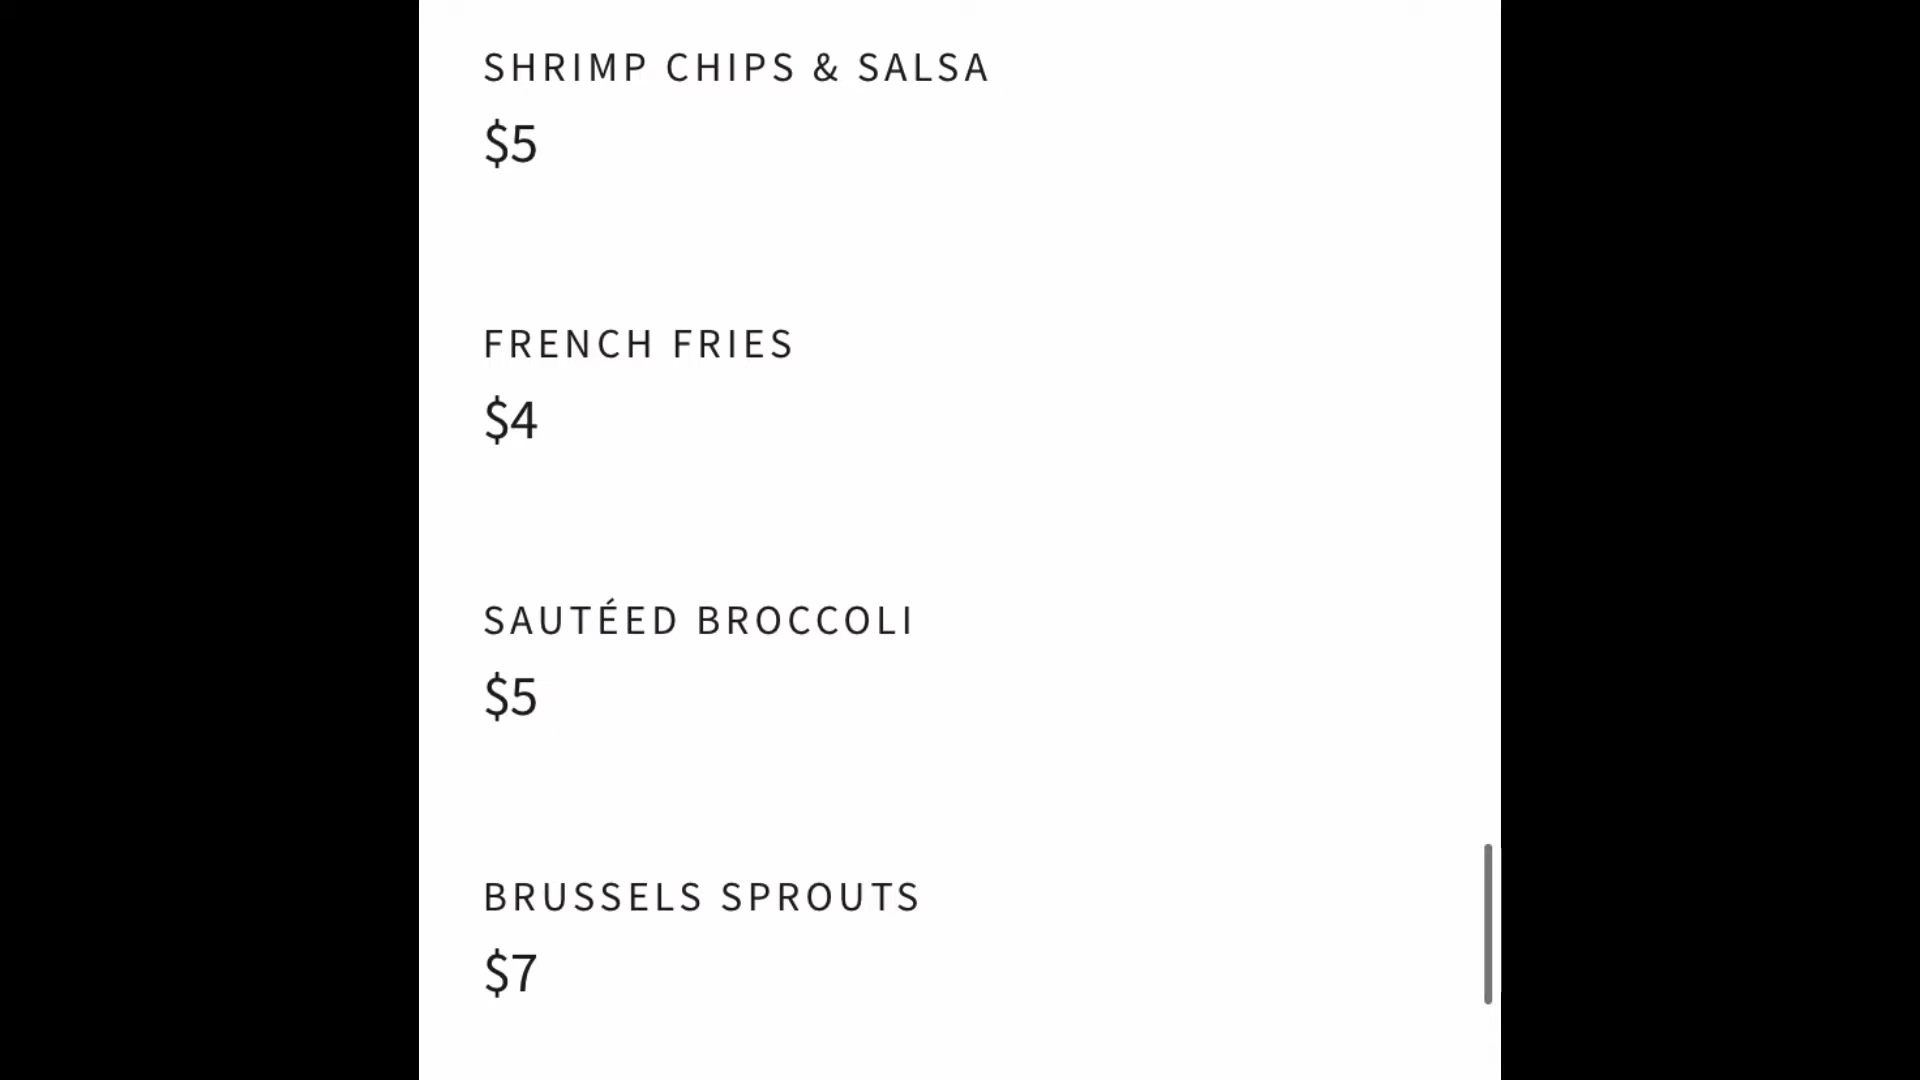 SHRIMP CHIPS & SALSA
$5
FRENCH FRIES
$4
SAUTÉED BROCCOLI
$5
BRUSSELS SPROUTS
$7